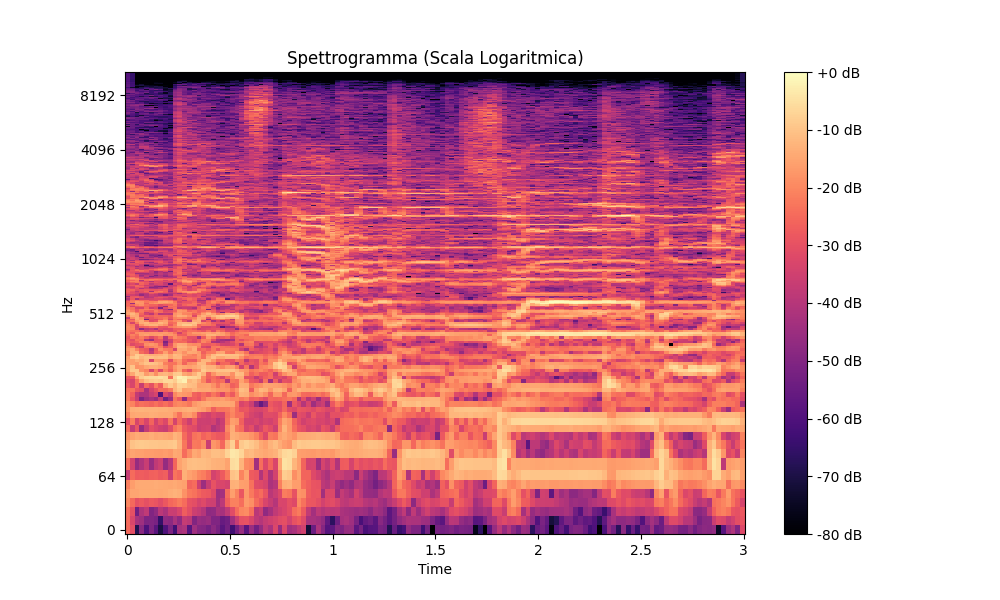 Spettrogramma (Scala Logaritmica)
Hz
8192
4096
2048
1024
512
256
128
64
0
0
0.5
1
1.5
2
2.5
3
Time
+0 dB
-10 dB
-20 dB
-30 dB
-40 dB
-50 dB
-60 dB
-70 dB
-80 dB